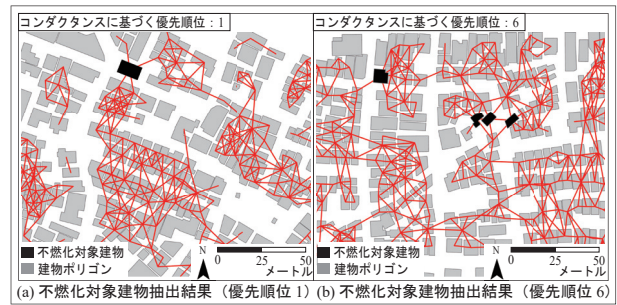 コンダクタンスに基づく優先順位：1
不燃化対象建物
建物ポリゴン
N
0 25 50
メートル
(a) 不燃化対象建物抽出結果（優先順位 1）
コンダクタンスに基づく優先順位：6
不燃化対象建物
建物ポリゴン
N
0 25 50
メートル
(b) 不燃化対象建物抽出結果（優先順位 6）